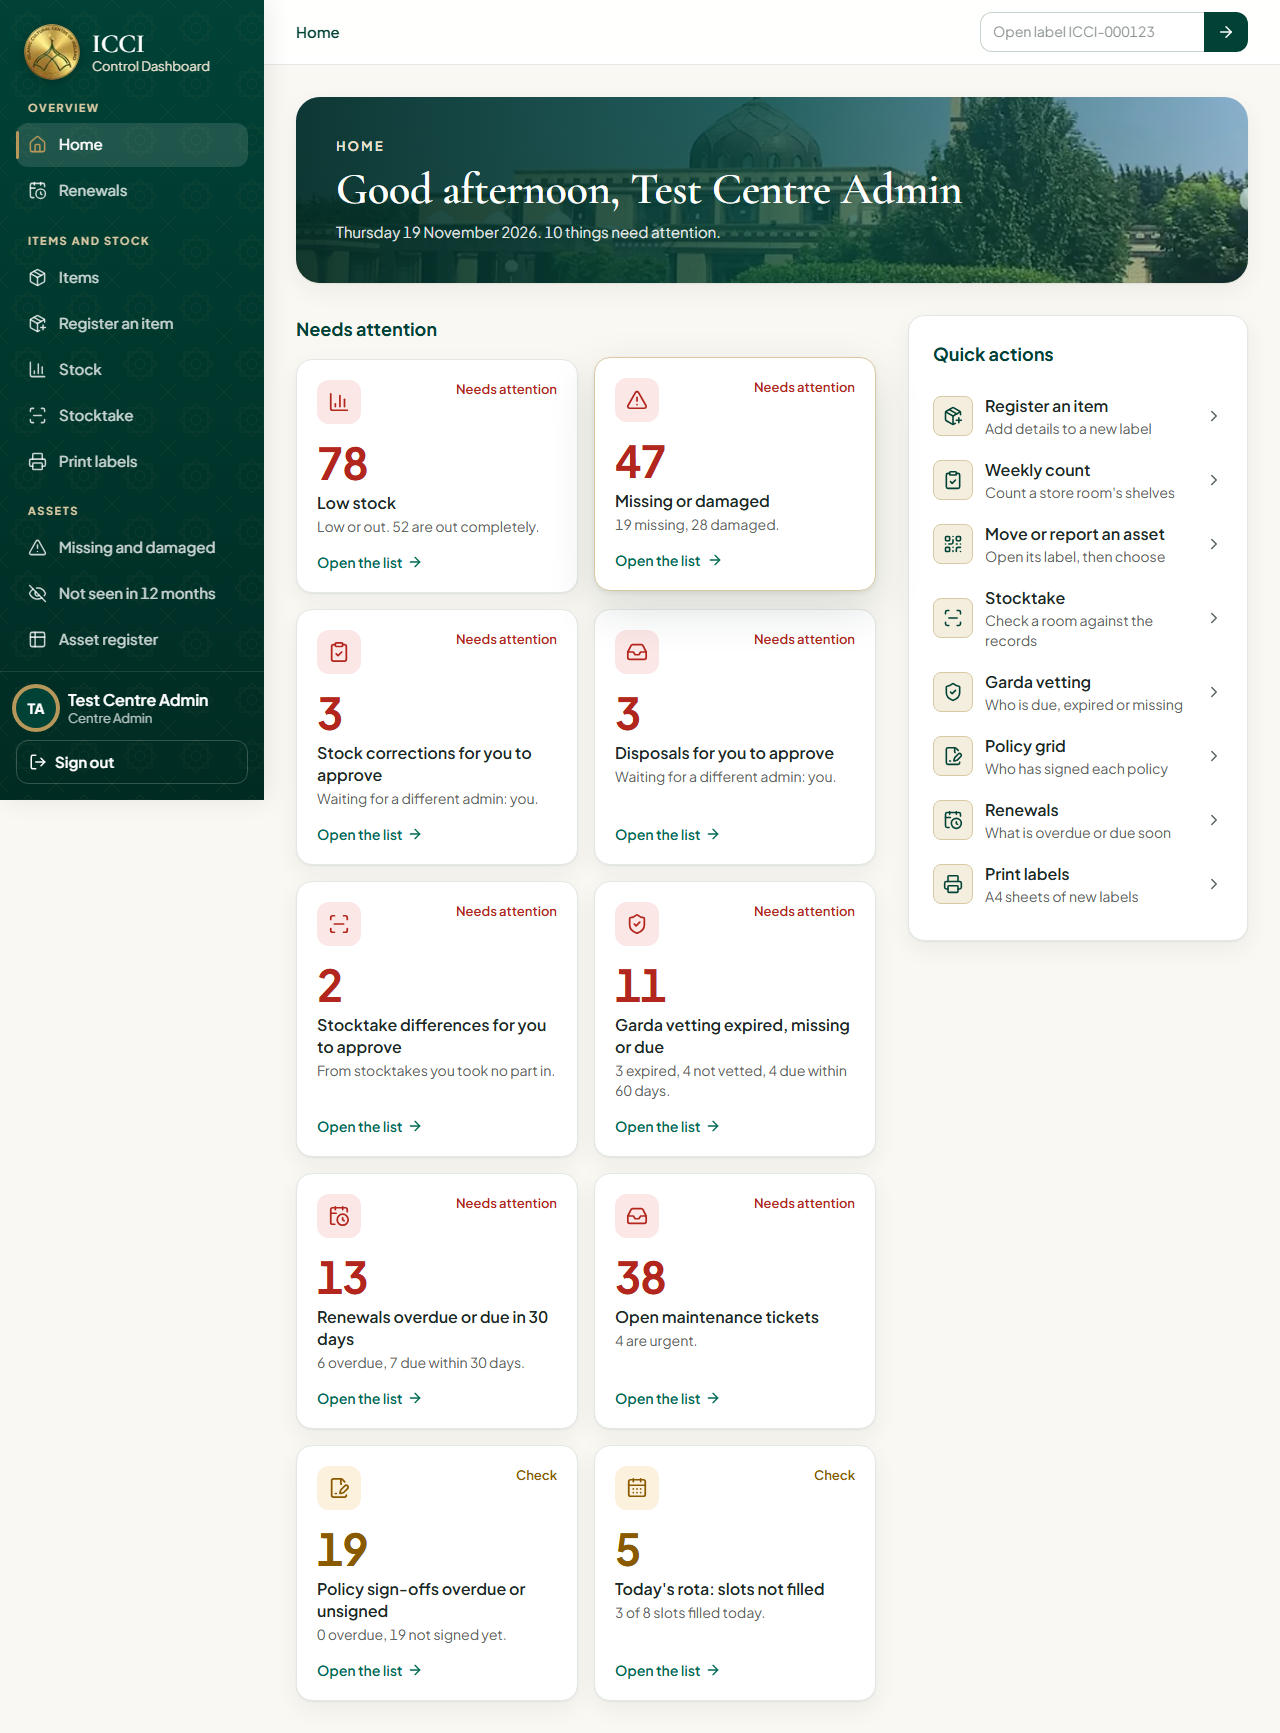 ICCI
Control Dashboard
OVERVIEW
Home
Renewals
ITEMS AND STOCK
Items
Register an item
Stock
Stocktake
Print labels
ASSETS
Missing and damaged
Not seen in 12 months
Asset register
TA
Test Centre Admin
Centre Admin
Sign out
Home
Open label ICCI-000123
HOME
Good afternoon, Test Centre Admin
Thursday 19 November 2026. 10 things need attention.
Needs attention
Needs attention
78
Low stock
Low or out. 52 are out completely.
Open the list
Needs attention
47
Missing or damaged
19 missing, 28 damaged.
Open the list
Needs attention
3
Stock corrections for you to
approve
Waiting for a different admin: you.
Open the list
Needs attention
3
Disposals for you to approve
Waiting for a different admin: you.
Open the list
Needs attention
2
Stocktake differences for you
to approve
From stocktakes you took no part in.
Open the list
Needs attention
11
Garda vetting expired, missing
or due
3 expired, 4 not vetted, 4 due within
60 days.
Open the list
Needs attention
13
Renewals overdue or due in 30
days
6 overdue, 7 due within 30 days.
Open the list
Needs attention
38
Open maintenance tickets
4 are urgent.
Open the list
Check
19
Policy sign-offs overdue or
unsigned
0 overdue, 19 not signed yet.
Open the list
Check
5
Today's rota: slots not filled
3 of 8 slots filled today.
Open the list
Quick actions
Register an item
Add details to a new label
Weekly count
Count a store room's shelves
Move or report an asset
Open its label, then choose
Stocktake
Check a room against the
records
Garda vetting
Who is due, expired or missing
Policy grid
Who has signed each policy
Renewals
What is overdue or due soon
Print labels
A4 sheets of new labels